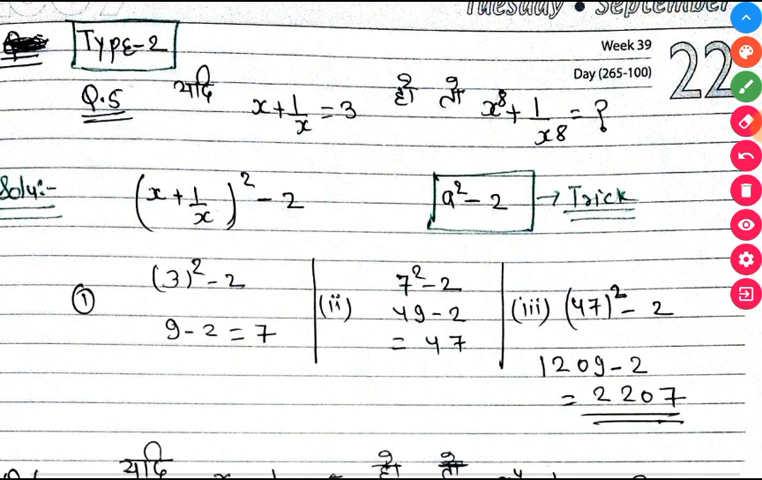 Tuesday • September
Week 39
Day (265-100)
22
Type-2
Q.5 यदि x + 1/x = 3 हो तो x⁸ + 1/x8 = ?
Solu:- (x + 1/x)² - 2 a² - 2 → Trick
① (3)² - 2
9 - 2 = 7
(ii) 7² - 2
49 - 2
= 47
(iii) (47)² - 2
1209 - 2
= 2207
यदि हो तो